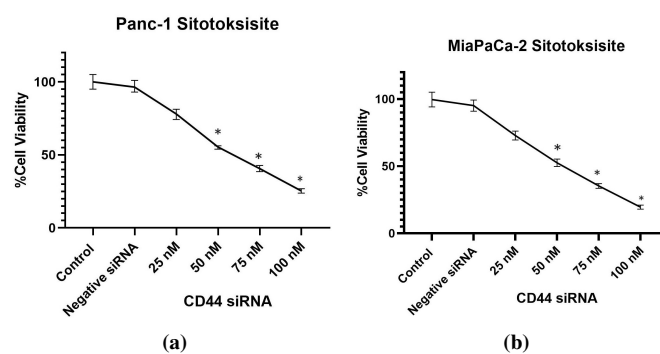 Panc-1 Sitotoksisite
%Cell Viability
100
50
0
*
*
*
Control
Negative siRNA
25 nM
50 nM
75 nM
100 nM
CD44 siRNA
(a)
MiaPaCa-2 Sitotoksisite
%Cell Viability
100
50
0
*
*
*
Control
Negative siRNA
25 nM
50 nM
75 nM
100 nM
CD44 siRNA
(b)